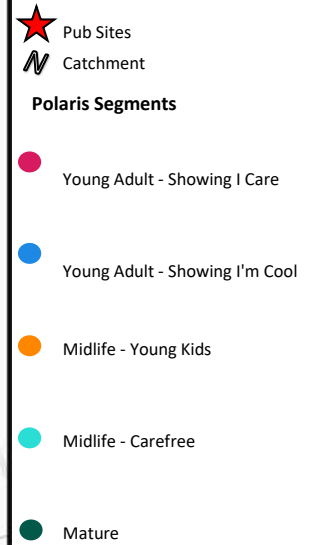 Pub Sites
Catchment
Polaris Segments
Young Adult - Showing I Care
Young Adult - Showing I'm Cool
Midlife - Young Kids
Midlife - Carefree
Mature